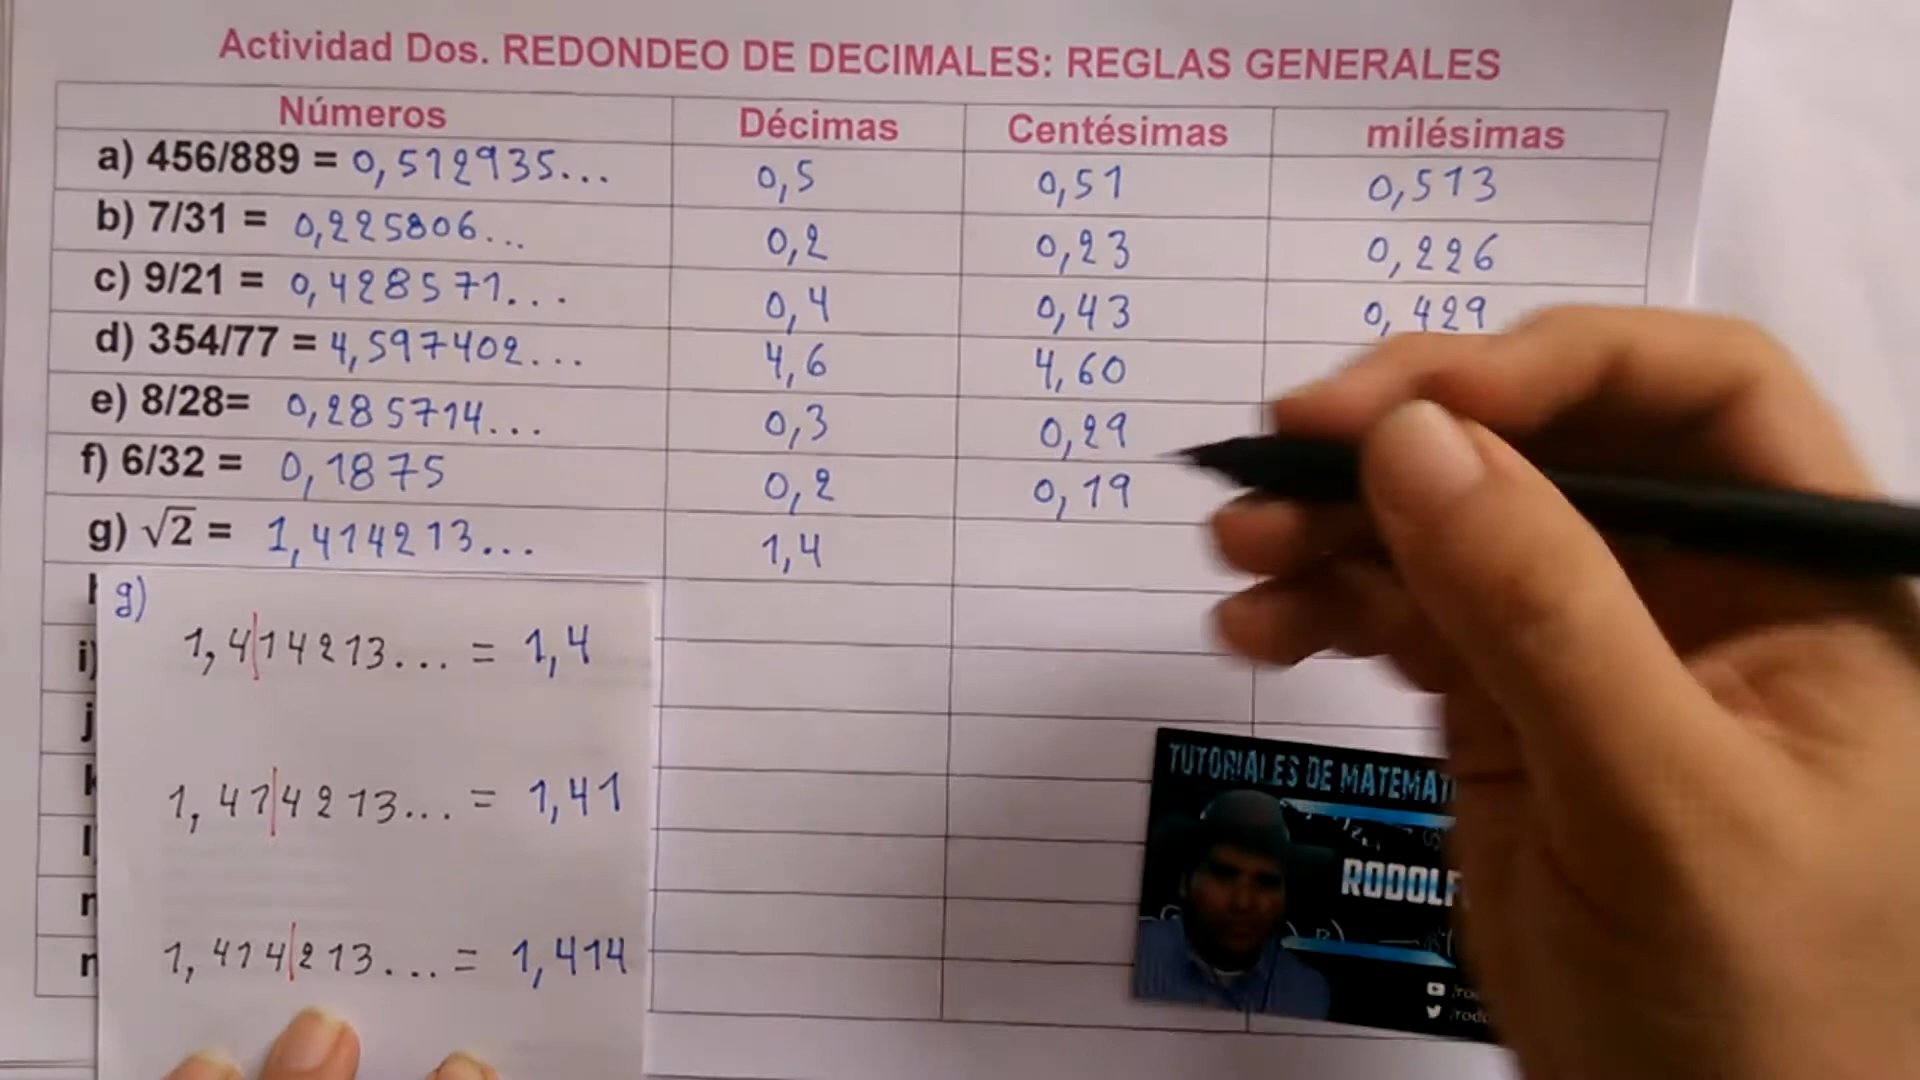 Actividad Dos. REDONDEO DE DECIMALES: REGLAS GENERALES
Números Décimas Centésimas milésimas
a) 456/889 = 0,512935... 0,5 0,51 0,513
b) 7/31 = 0,225806... 0,2 0,23 0,226
c) 9/21 = 0,428571... 0,4 0,43 0,429
d) 354/77 = 4,597402... 4,6 4,60
e) 8/28= 0,285714... 0,3 0,29
f) 6/32 = 0,1875 0,2 0,19
g) √2 = 1,414213... 1,4
g)
1,4|14213... = 1,4
i)
1,41|4213... = 1,41
1,414|213... = 1,414
TUTORIALES DE